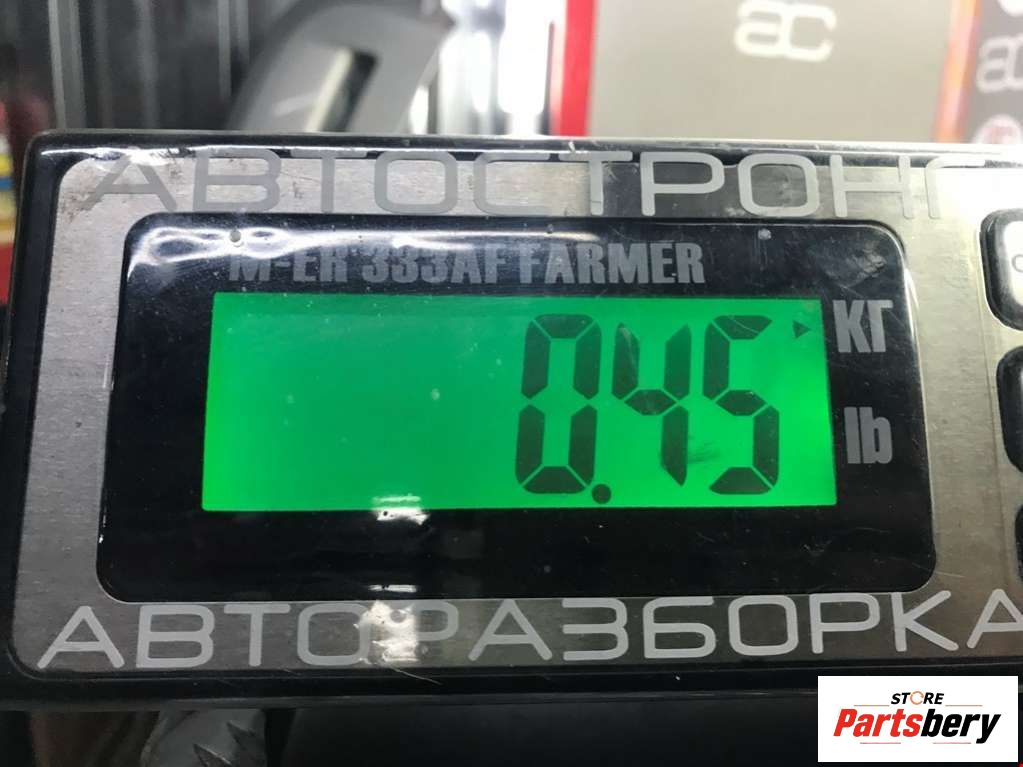 ac
АВТОСТРОНГ
M-ER 333AF FARMER
0.45
КГ
lb
АВТОРАЗБОРКА
STORE
Partsbery